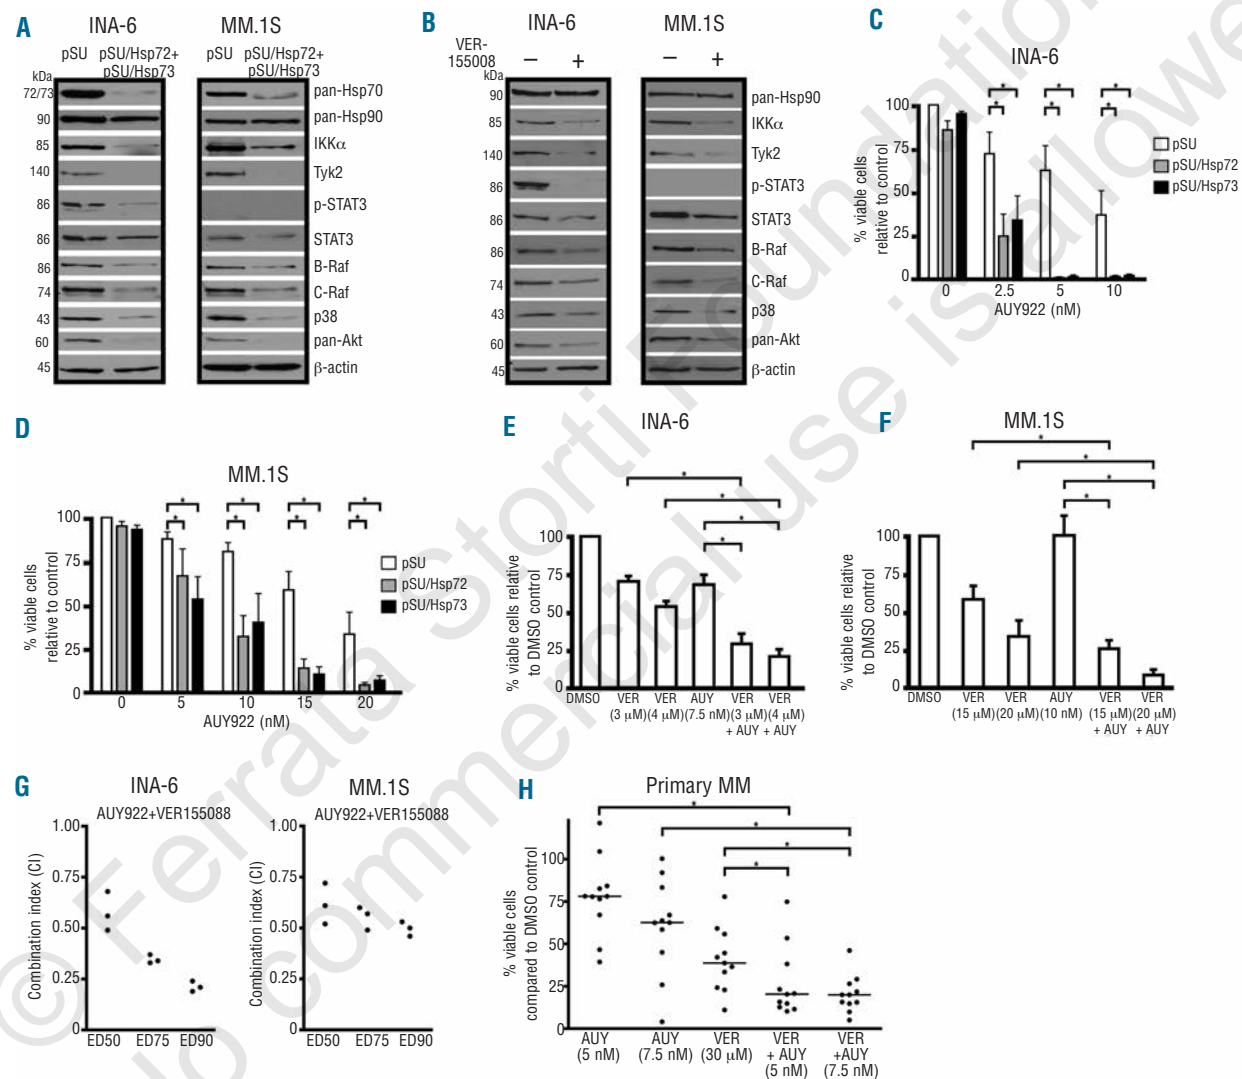 A
INA-6
MM.1S
pSU
pSU/Hsp72+
pSU/Hsp73
pSU
pSU/Hsp72+
pSU/Hsp73
kDa
72/73
pan-Hsp70
90
pan-Hsp90
85
IKKα
140
Tyk2
86
p-STAT3
86
STAT3
86
B-Raf
74
C-Raf
43
p38
60
pan-Akt
45
β-actin
B
INA-6
MM.1S
VER-
155008
–
+
–
+
kDa
90
pan-Hsp90
85
IKKα
140
Tyk2
86
p-STAT3
86
STAT3
86
B-Raf
74
C-Raf
43
p38
60
pan-Akt
45
β-actin
C
INA-6
% viable cells
relative to control
100
75
50
25
0
* * * * * *
pSU
pSU/Hsp72
pSU/Hsp73
0 2.5 5 10
AUY922 (nM)
D
MM.1S
% viable cells
relative to control
100
75
50
25
0
* * * * * * * *
pSU
pSU/Hsp72
pSU/Hsp73
0 5 10 15 20
AUY922 (nM)
E
INA-6
% viable cells relative
to DMSO control
100
75
50
25
0
* * * *
DMSO VER VER AUY VER VER
(3 µM) (4 µM) (7.5 nM) (3 µM) (4 µM)
+ AUY + AUY
F
MM.1S
% viable cells relative
to DMSO control
100
75
50
25
0
* * * *
DMSO VER VER AUY VER VER
(15 µM) (20 µM) (10 nM) (15 µM) (20 µM)
+ AUY + AUY
G
INA-6
AUY922+VER155088
Combination index (CI)
1.00
0.75
0.50
0.25
0
ED50 ED75 ED90
MM.1S
AUY922+VER155088
Combination index (CI)
1.00
0.75
0.50
0.25
0
ED50 ED75 ED90
H
Primary MM
% viable cells
compared to DMSO control
100
75
50
25
0
* * * *
AUY AUY VER VER VER
(5 nM) (7.5 nM) (30 µM) + AUY +AUY
(5 nM) (7.5 nM)
© Ferrata Storti Foundation
commercial use is allowe